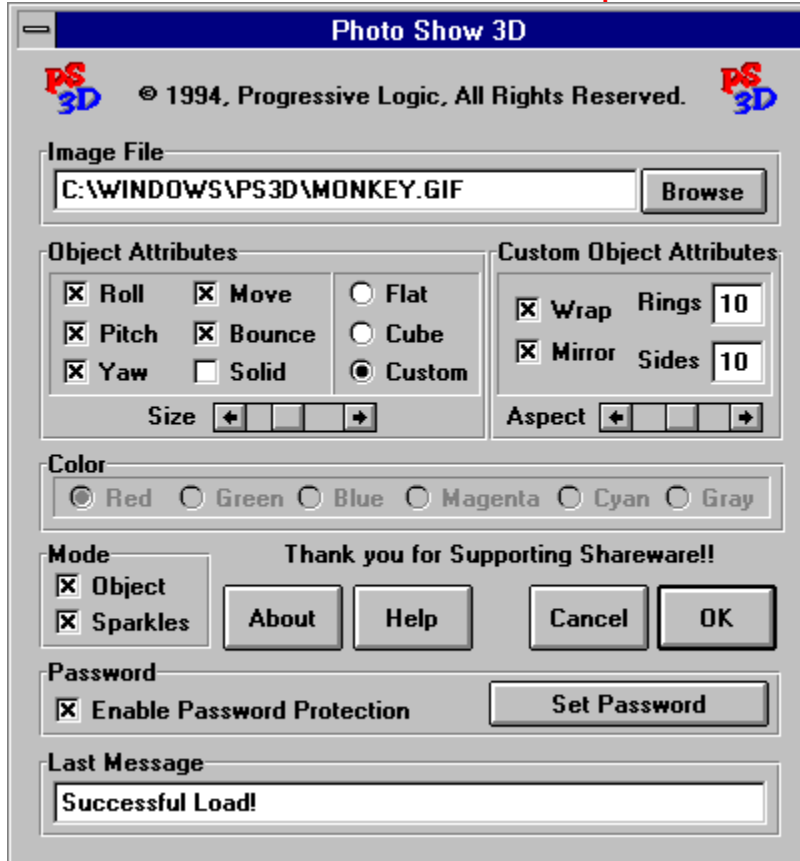 Photo Show 3D
PS 3D © 1994, Progressive Logic, All Rights Reserved. PS 3D
Image File
C:\WINDOWS\PS3D\MONKEY.GIF Browse
Object Attributes
Roll Move Flat
Pitch Bounce Cube
Yaw Solid Custom
Size
Custom Object Attributes
Wrap Rings 10
Mirror Sides 10
Aspect
Color
Red Green Blue Magenta Cyan Gray
Mode
Object
Sparkles
Thank you for Supporting Shareware!!
About Help Cancel OK
Password
Enable Password Protection Set Password
Last Message
Successful Load!